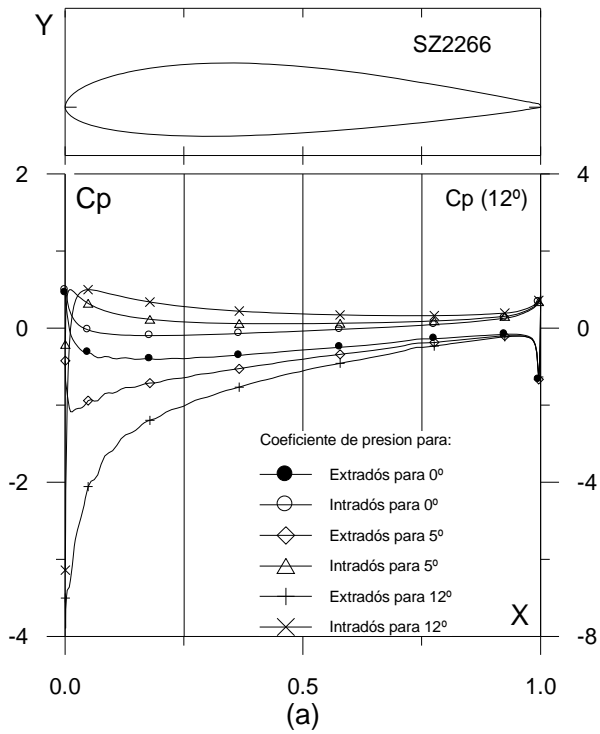 Y
SZ2266
2
4
Cp
Cp (12º)
0
0
Coeficiente de presion para:
Extradós para 0º
Intradós para 0º
-2
-4
Extradós para 5º
Intradós para 5º
Extradós para 12º
Intradós para 12º
X
-4
-8
0.0
0.5
1.0
(a)